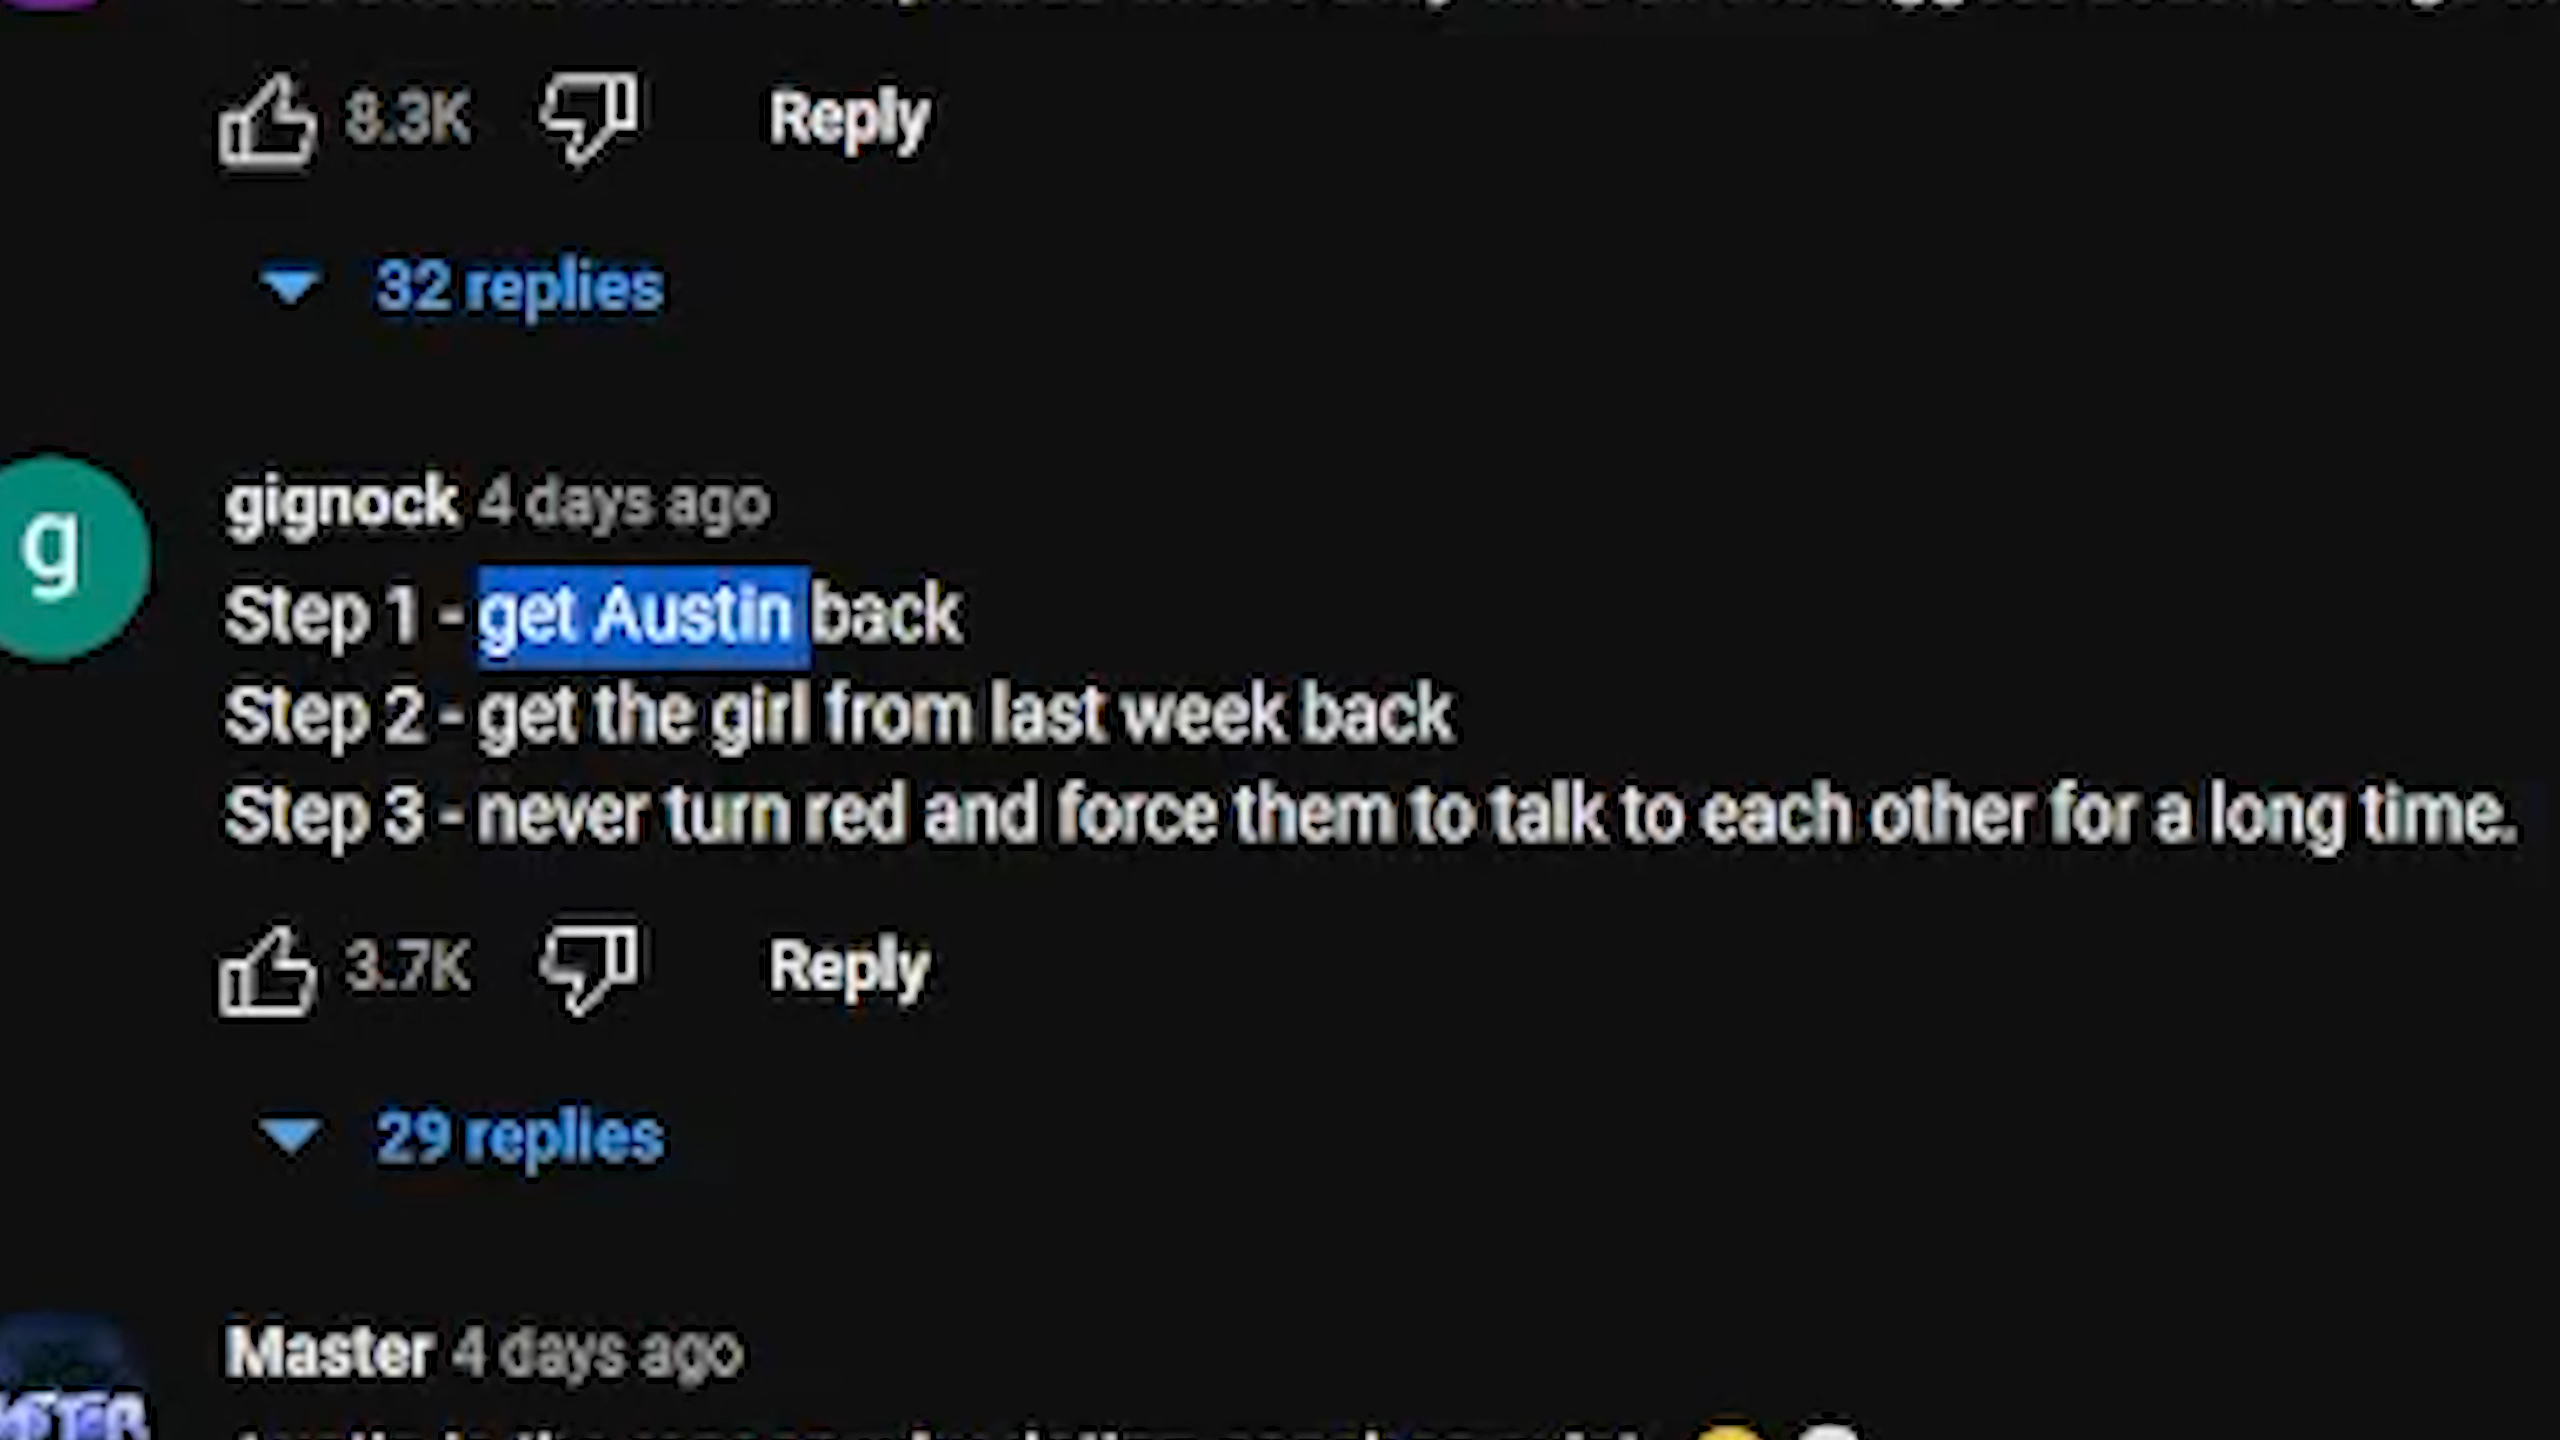 8.3K Reply
32 replies
g
gignock 4 days ago
Step 1 - get Austin back
Step 2 - get the girl from last week back
Step 3 - never turn red and force them to talk to each other for a long time.
3.7K Reply
29 replies
Master 4 days ago